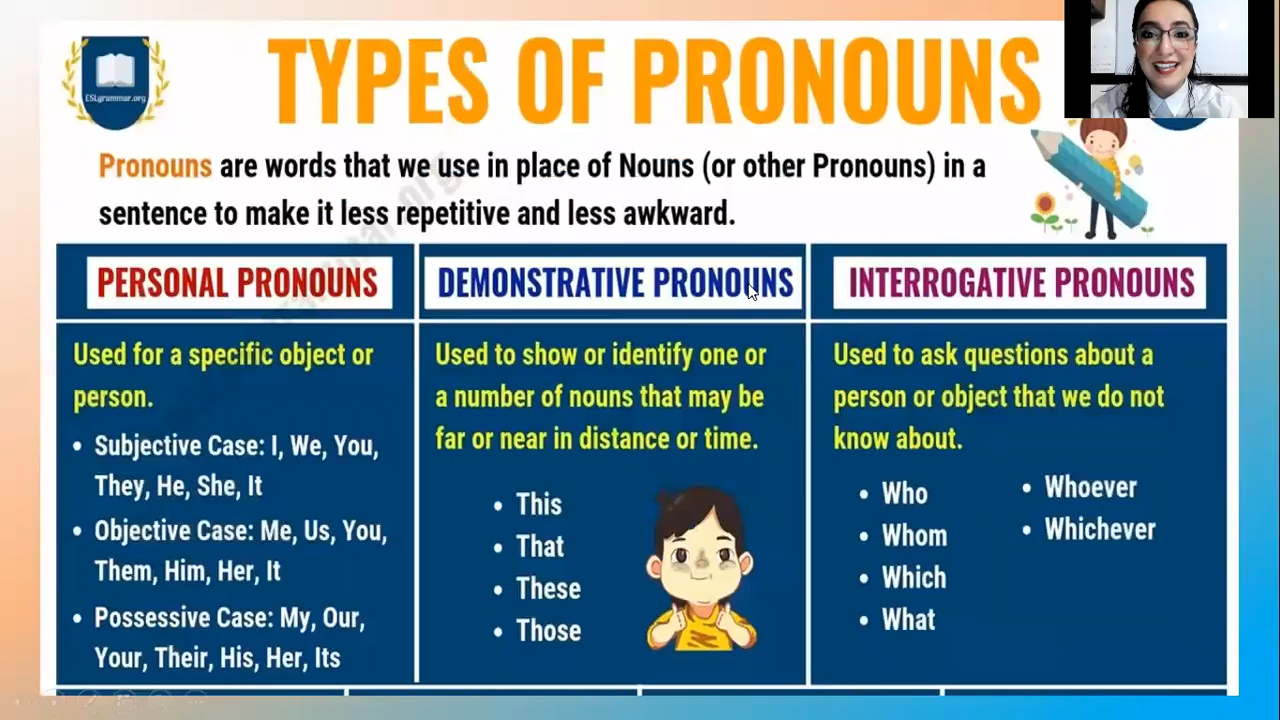 ESLgrammar.org
TYPES OF PRONOUNS
Pronouns are words that we use in place of Nouns (or other Pronouns) in a
sentence to make it less repetitive and less awkward.
PERSONAL PRONOUNS
Used for a specific object or
person.
• Subjective Case: I, We, You,
They, He, She, It
• Objective Case: Me, Us, You,
Them, Him, Her, It
• Possessive Case: My, Our,
Your, Their, His, Her, Its
DEMONSTRATIVE PRONOUNS
Used to show or identify one or
a number of nouns that may be
far or near in distance or time.
• This
• That
• These
• Those
INTERROGATIVE PRONOUNS
Used to ask questions about a
person or object that we do not
know about.
• Who
• Whom
• Which
• What
• Whoever
• Whichever